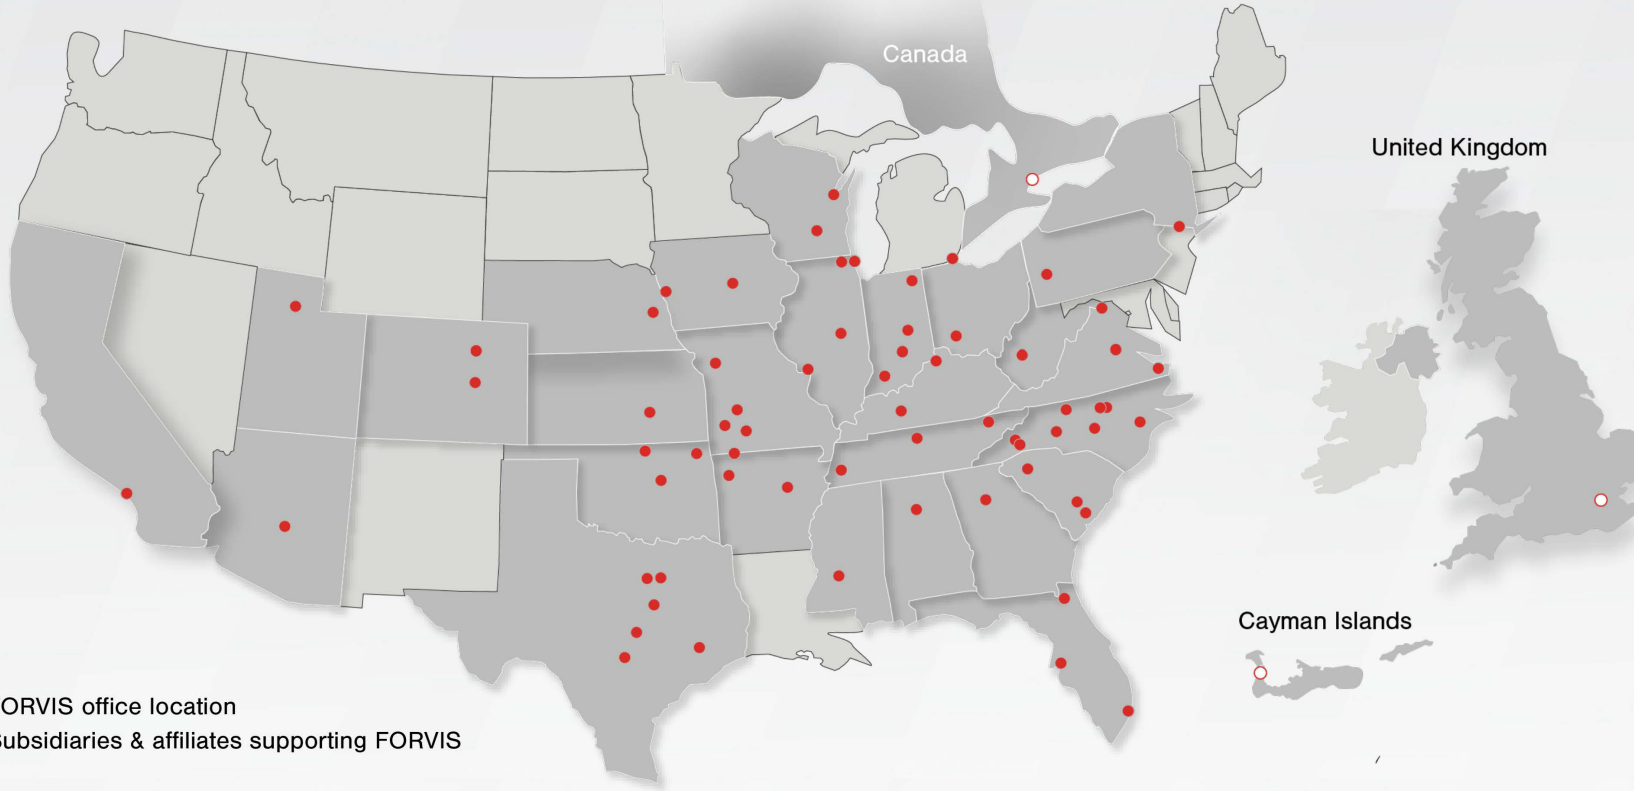 Canada
United Kingdom
Cayman Islands
ORVIS office location
ubsidiaries & affiliates supporting FORVIS